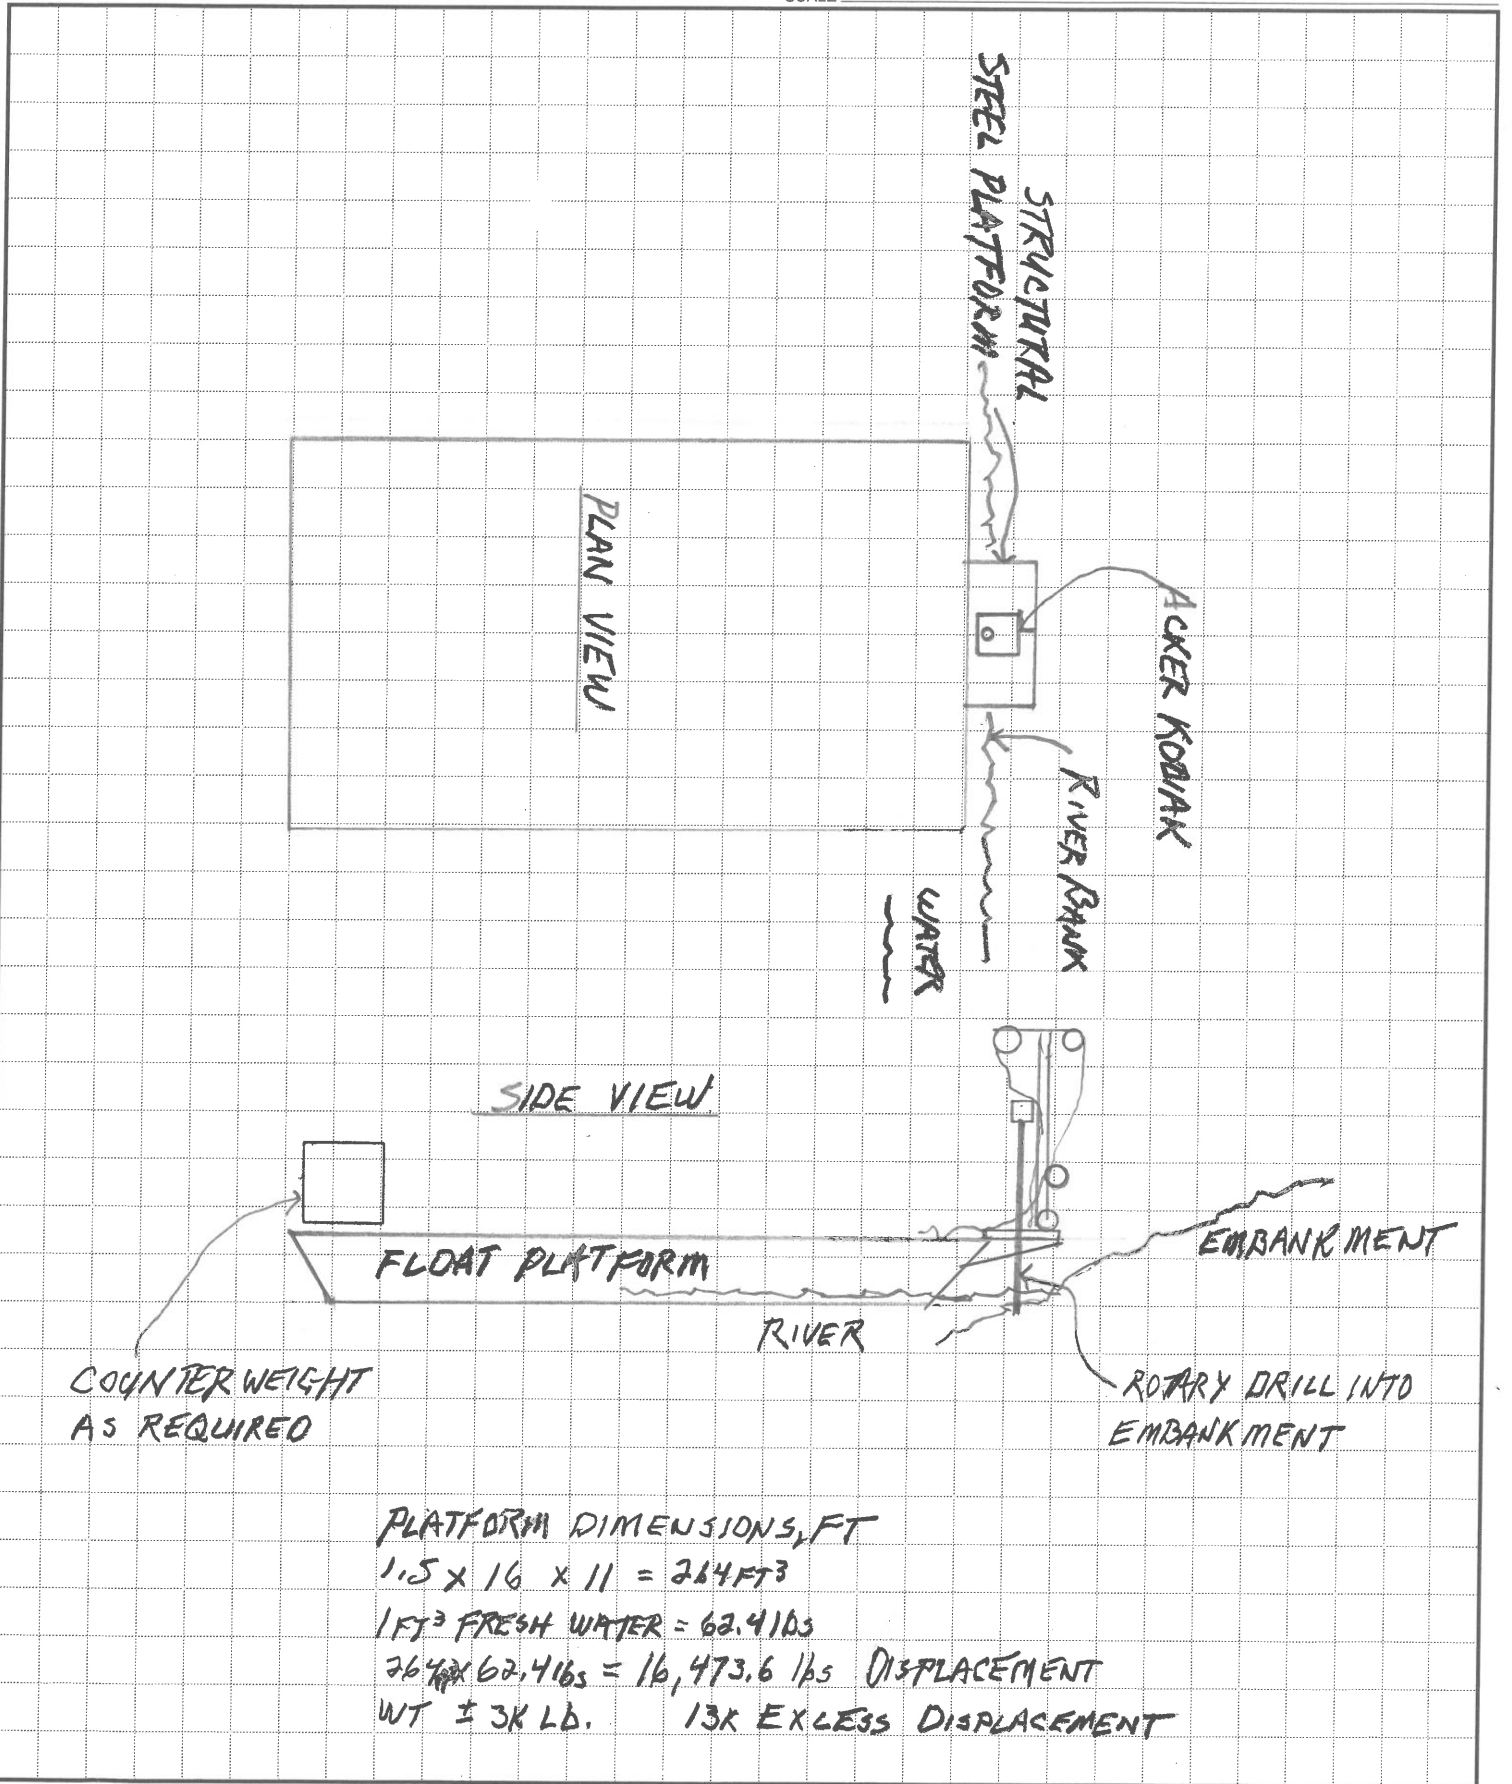 STRUCTURAL
STEEL PLATFORM
PLAN VIEW
ACKER KODIAK
RIVER BANK
WATER
SIDE VIEW
FLOAT PLATFORM
EMBANKMENT
RIVER
COUNTERWEIGHT
AS REQUIRED
ROTARY DRILL INTO
EMBANKMENT
PLATFORM DIMENSIONS, FT
1.5 x 16 x 11 = 264 FT³
1 FT³ FRESH WATER = 62.4 lbs
264 x 62.4 lbs = 16,473.6 lbs DISPLACEMENT
WT ± 3K LB. 13K EXCESS DISPLACEMENT